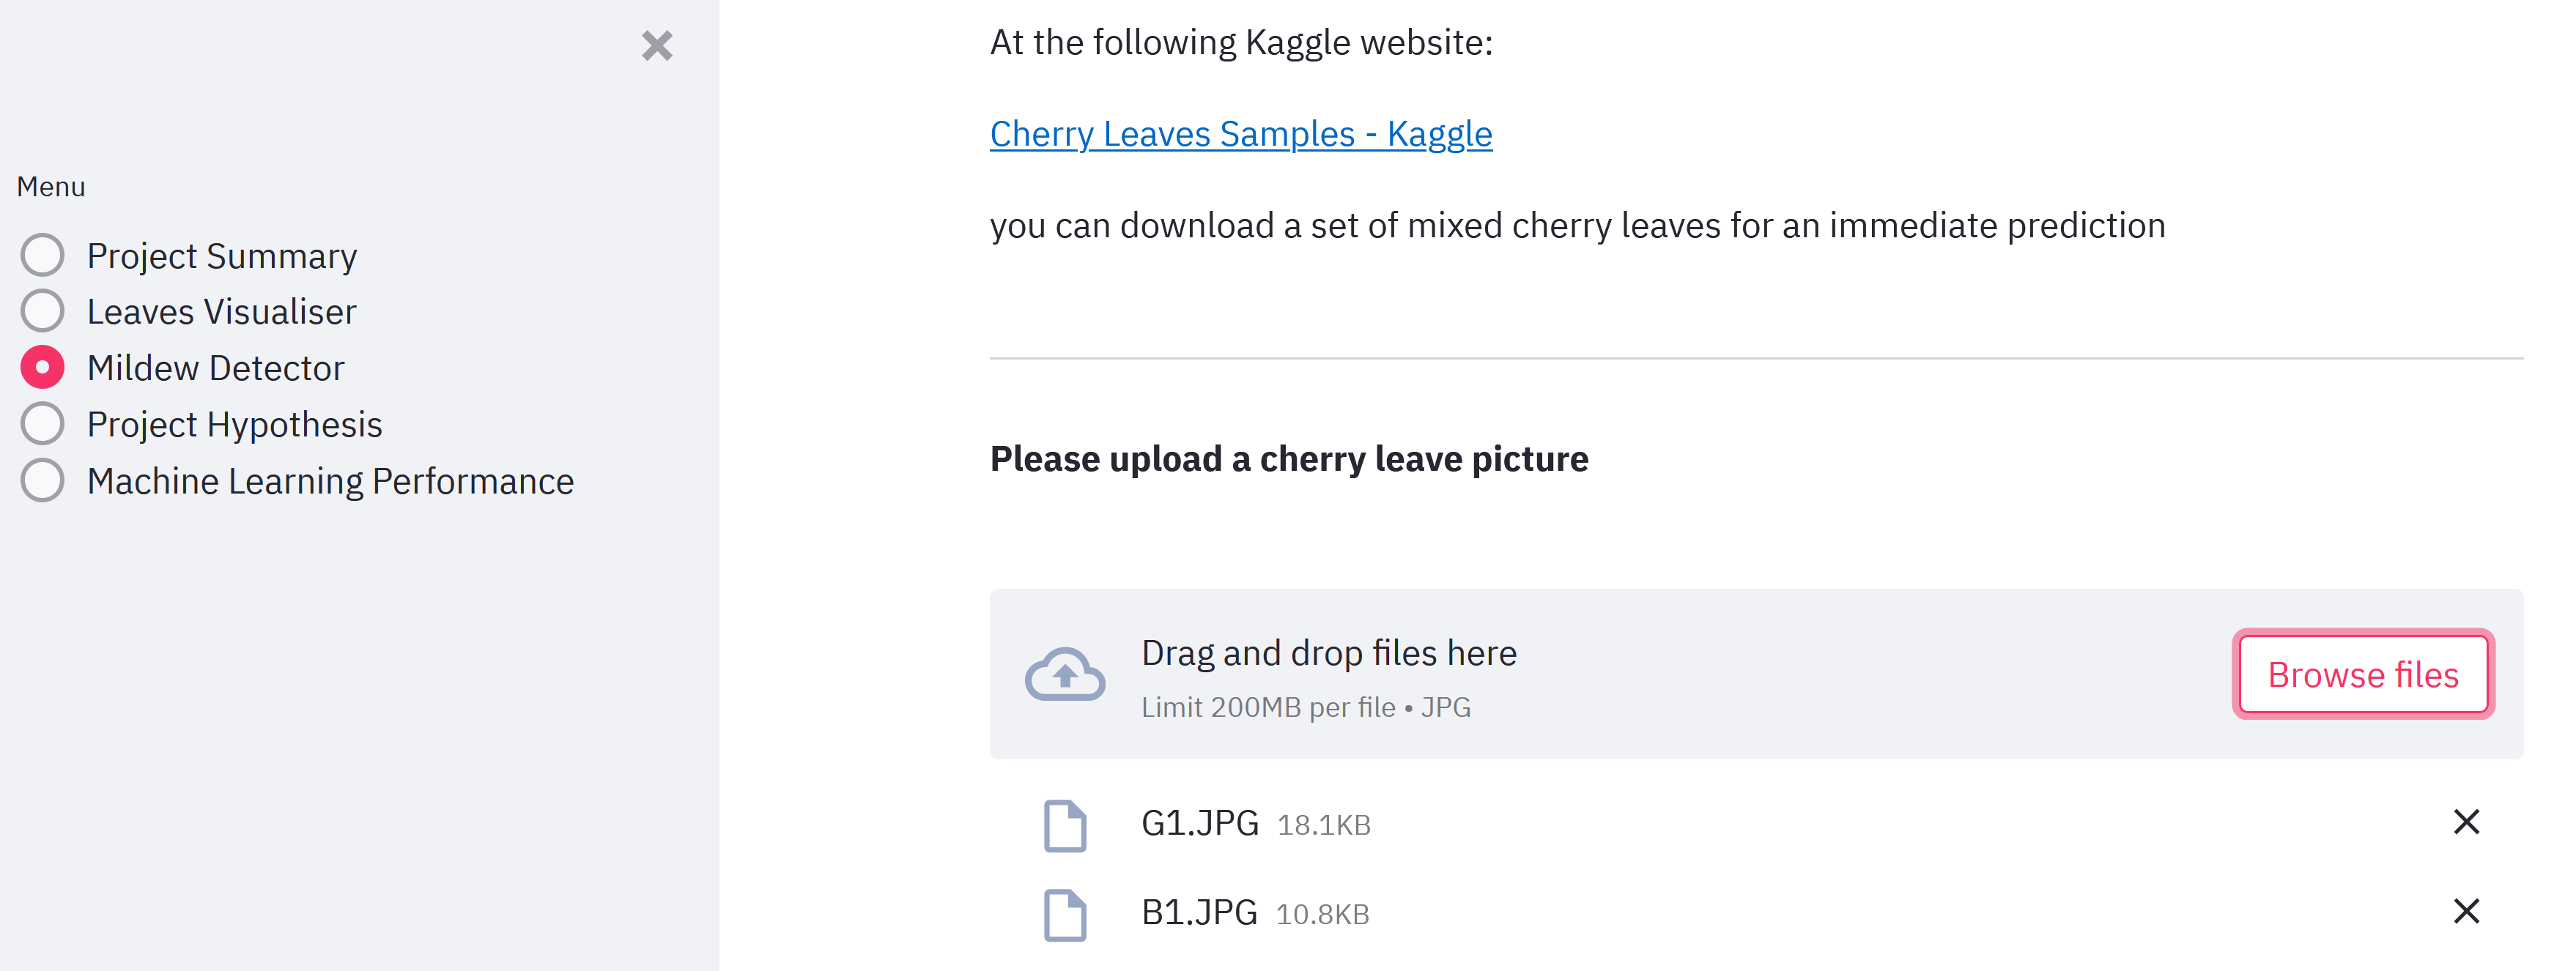 Menu
Project Summary
Leaves Visualiser
Mildew Detector
Project Hypothesis
Machine Learning Performance
At the following Kaggle website:
Cherry Leaves Samples - Kaggle
you can download a set of mixed cherry leaves for an immediate prediction
Please upload a cherry leave picture
Drag and drop files here
Limit 200MB per file • JPG
Browse files
G1.JPG 18.1KB
B1.JPG 10.8KB